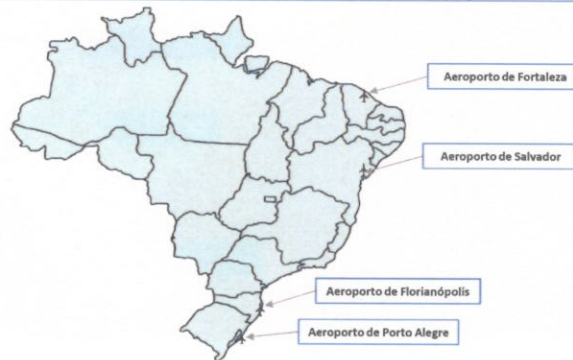 Aeroporto de Fortaleza
Aeroporto de Salvador
Aeroporto de Florianópolis
Aeroporto de Porto Alegre